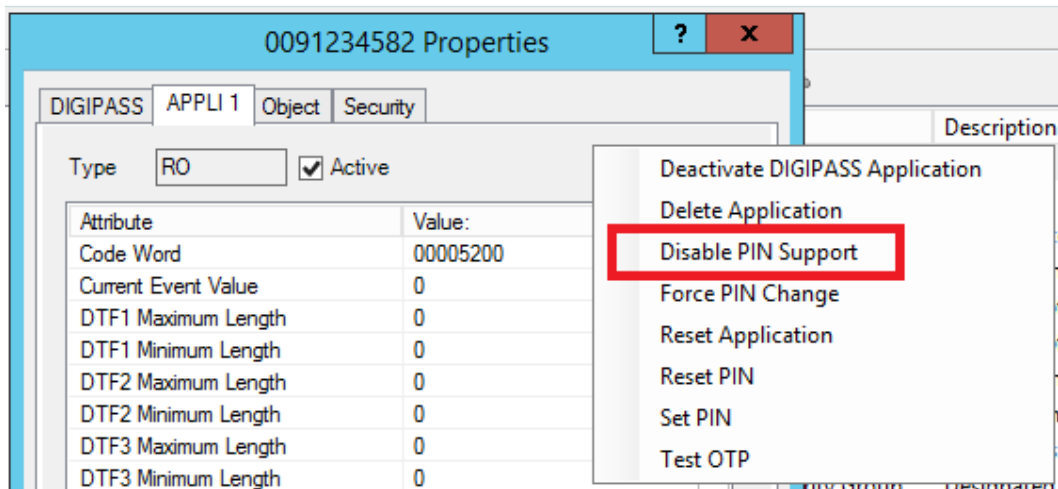 0091234582 Properties ? x
DIGIPASS APPLI 1 Object Security
Type RO Active
Attribute Value:
Code Word 00005200
Current Event Value 0
DTF1 Maximum Length 0
DTF1 Minimum Length 0
DTF2 Maximum Length 0
DTF2 Minimum Length 0
DTF3 Maximum Length 0
DTF3 Minimum Length 0
Description
Deactivate DIGIPASS Application
Delete Application
Disable PIN Support
Force PIN Change
Reset Application
Reset PIN
Set PIN
Test OTP